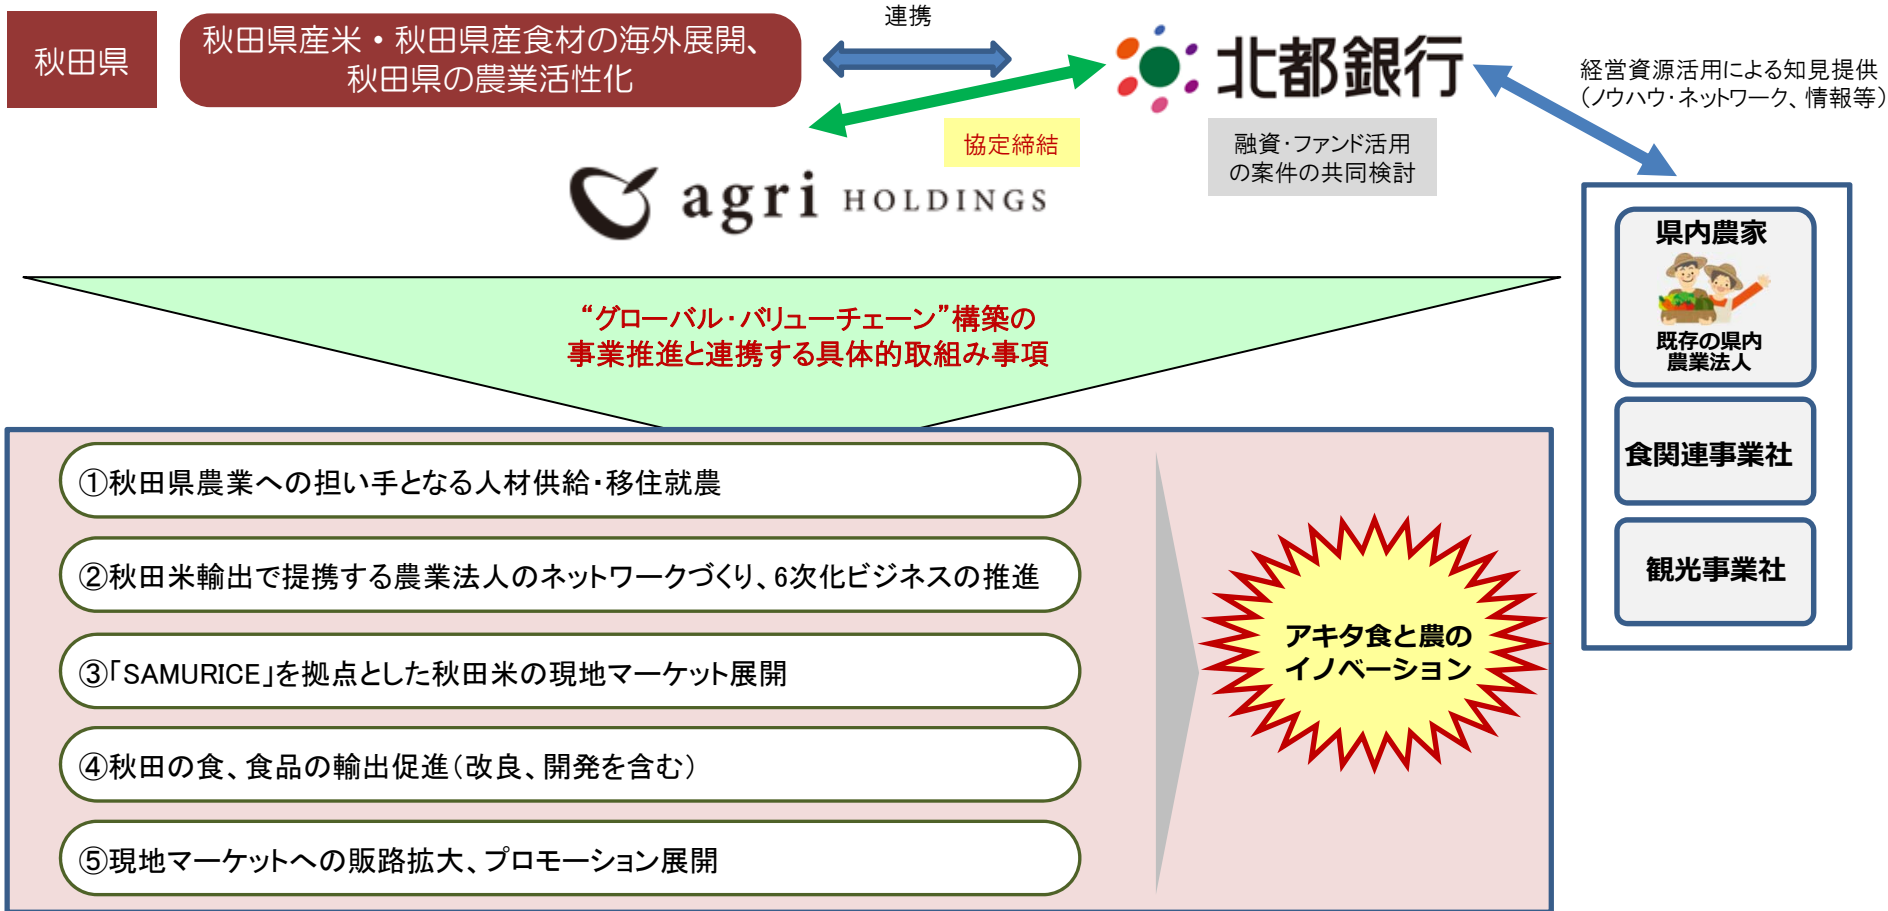 秋田県
秋田県産米・秋田県産食材の海外展開、
秋田県の農業活性化
連携
北都銀行
経営資源活用による知見提供
（ノウハウ・ネットワーク、情報等）
協定締結
融資・ファンド活用
の案件の共同検討
agri HOLDINGS
県内農家
既存の県内
農業法人
食関連事業社
観光事業社
“グローバル・バリューチェーン”構築の
事業推進と連携する具体的取組み事項
①秋田県農業への担い手となる人材供給・移住就農
②秋田米輸出で提携する農業法人のネットワークづくり、6次化ビジネスの推進
③「SAMURICE」を拠点とした秋田米の現地マーケット展開
④秋田の食、食品の輸出促進（改良、開発を含む）
⑤現地マーケットへの販路拡大、プロモーション展開
アキタ食と農の
イノベーション